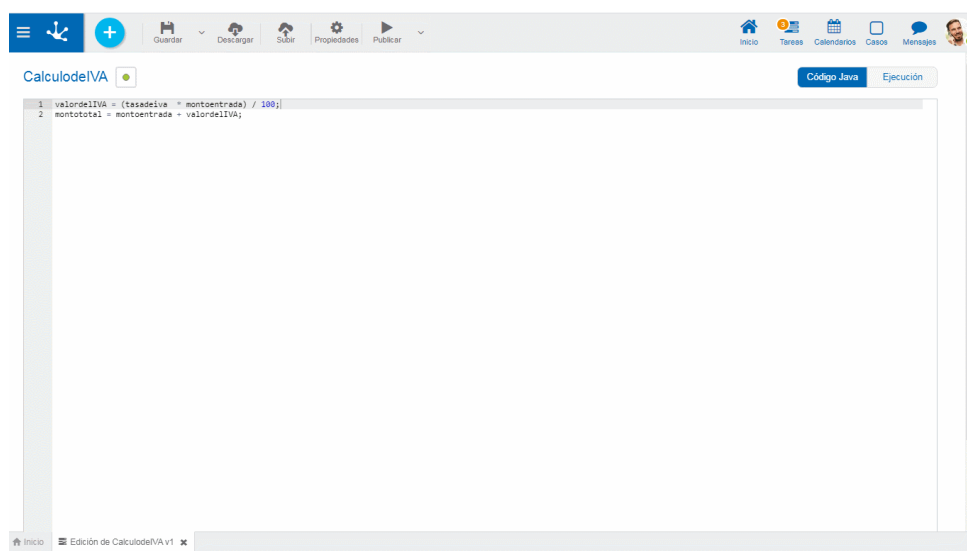 Guardar
Descargar
Subir
Propiedades
Publicar
Inicio
3
Tareas
Calendarios
Casos
Mensajes
CalculodeIVA
Código Java
Ejecución
1 valordelIVA = (tasadeiva * montoentrada) / 100;
2 montototal = montoentrada + valordelIVA;
Inicio
Edición de CalculodeIVA v1